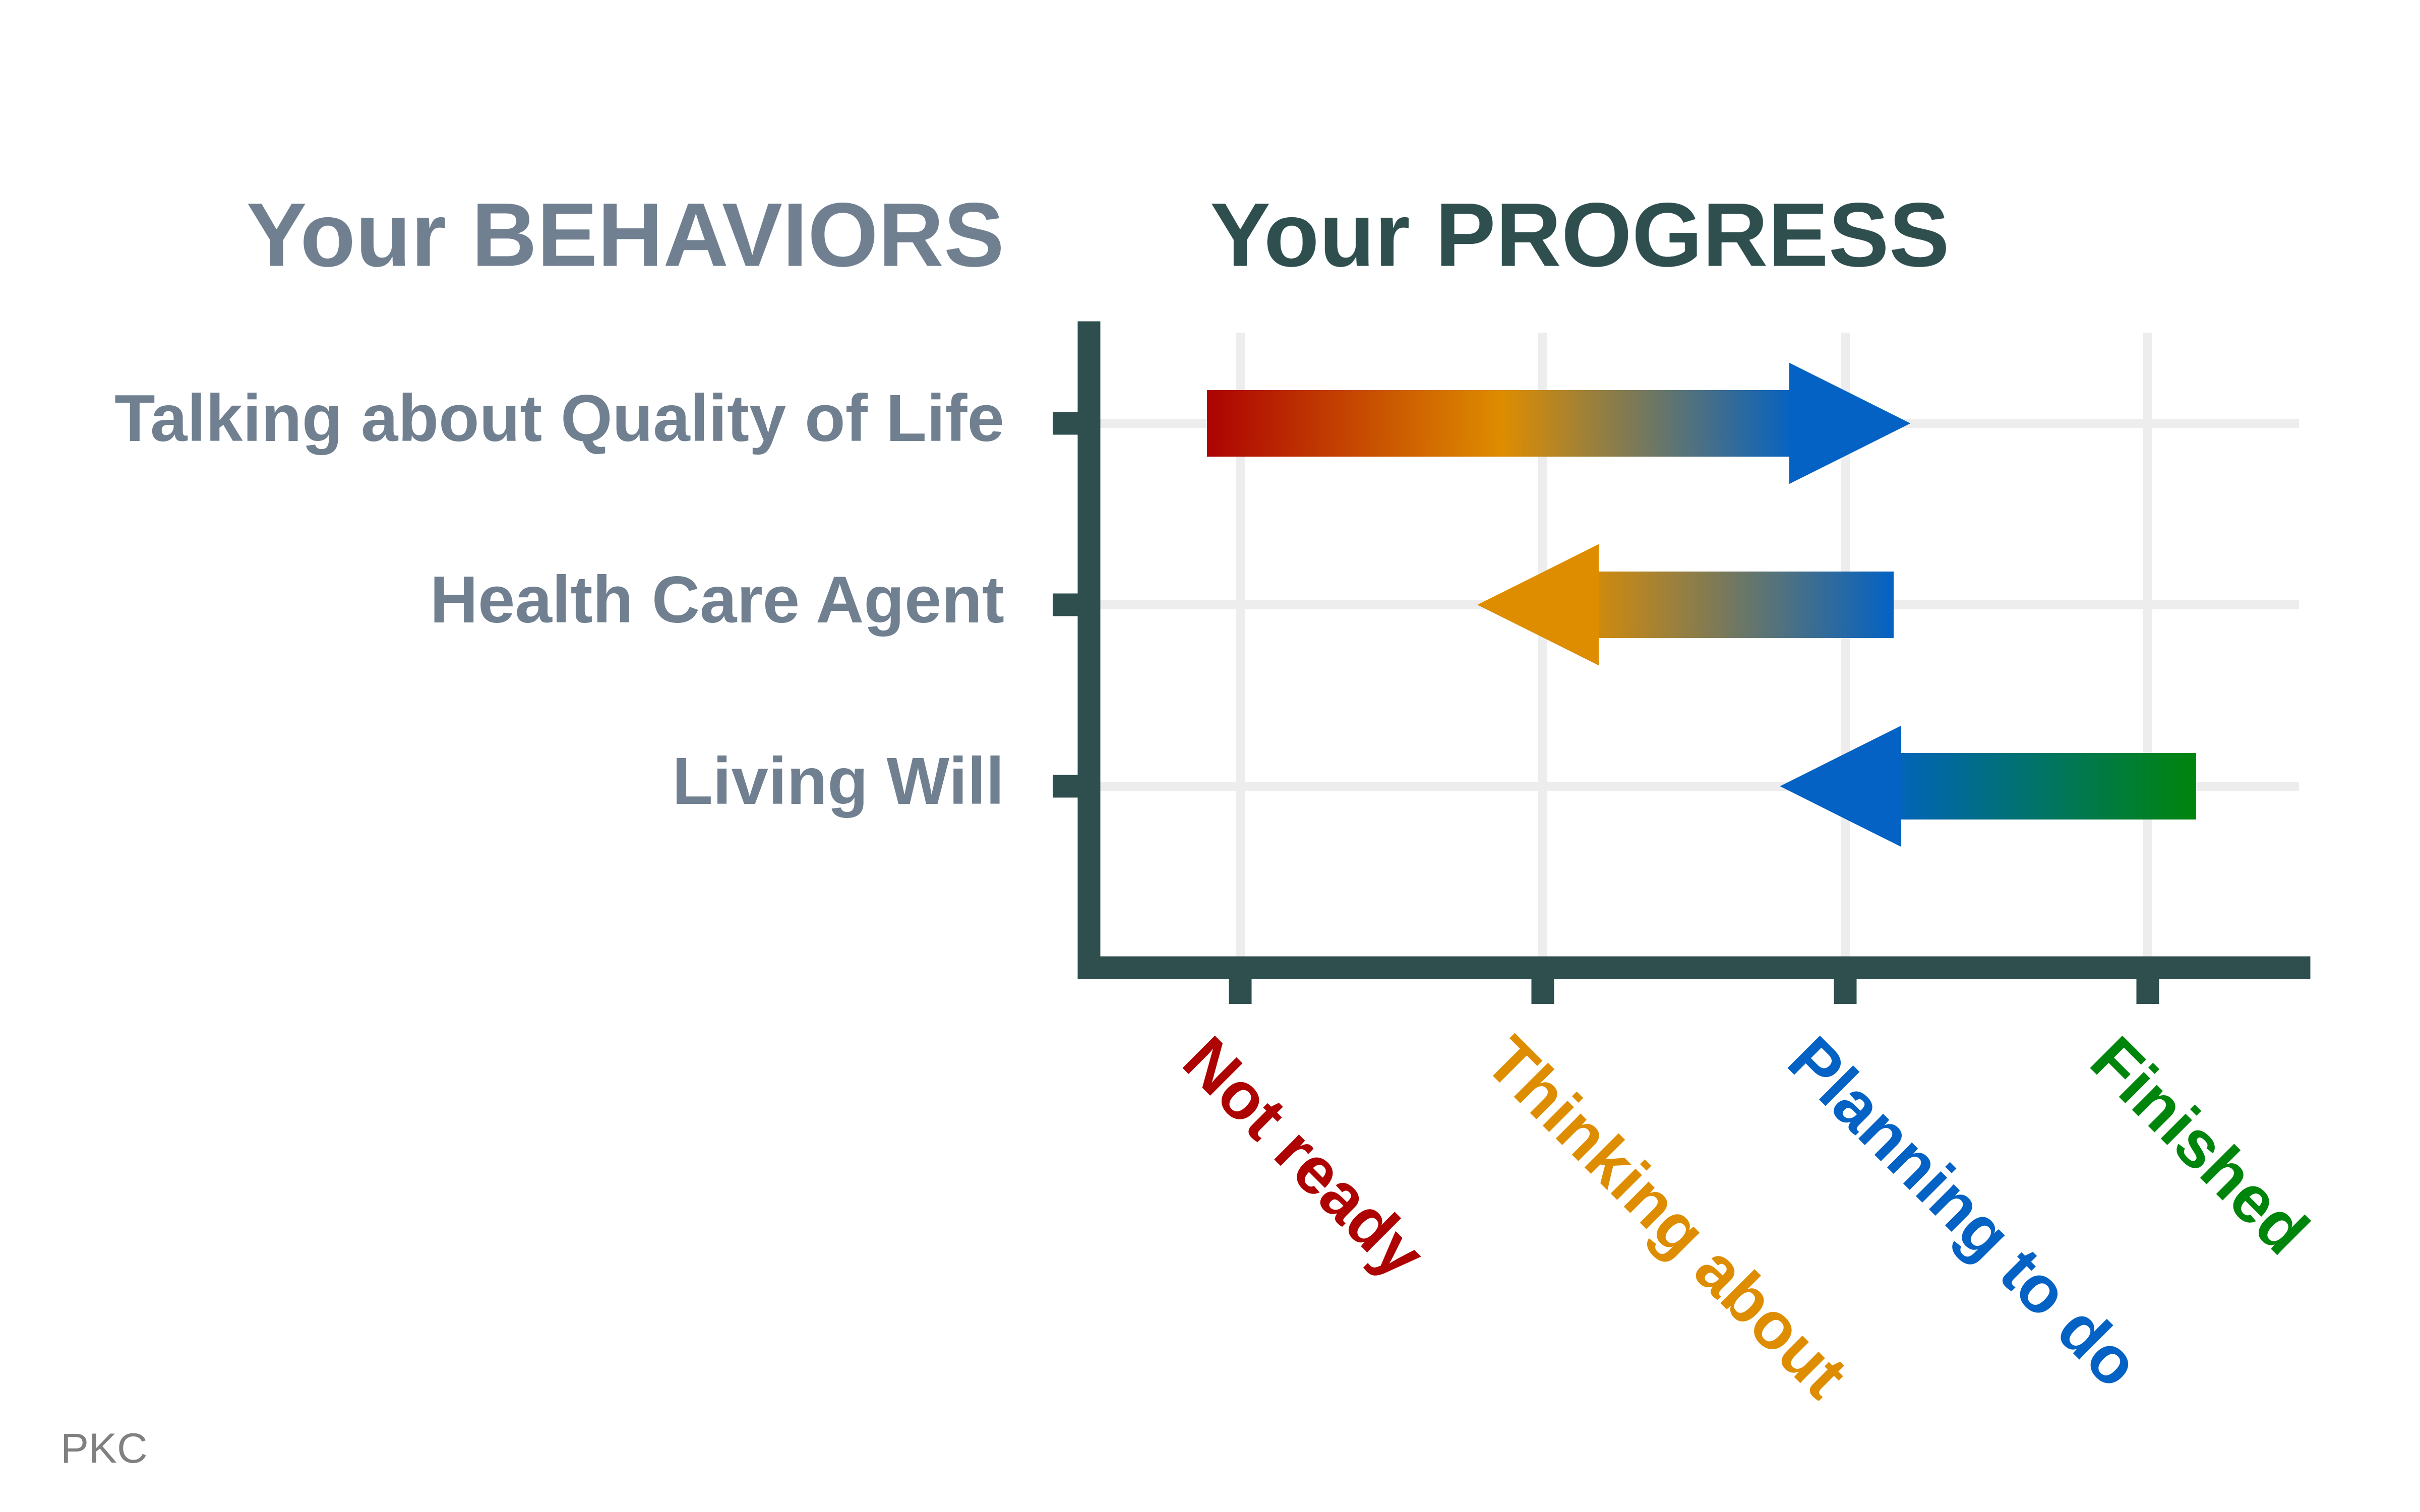 Your BEHAVIORS
Your PROGRESS
Talking about Quality of Life
Health Care Agent
Living Will
Not ready
Thinking about
Planning to do
Finished
PKC